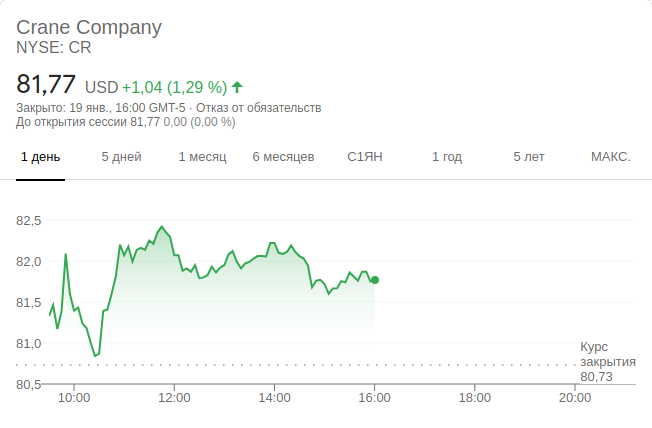 Crane Company
NYSE: CR
81,77 USD +1,04 (1,29 %)
Закрыто: 19 янв., 16:00 GMT-5 · Отказ от обязательств
До открытия сессии 81,77 0,00 (0,00 %)
1 день 5 дней 1 месяц 6 месяцев С1ЯН 1 год 5 лет МАКС.
82,5
82,0
81,5
81,0
80,5
Курс
закрытия
80,73
10:00 12:00 14:00 16:00 18:00 20:00